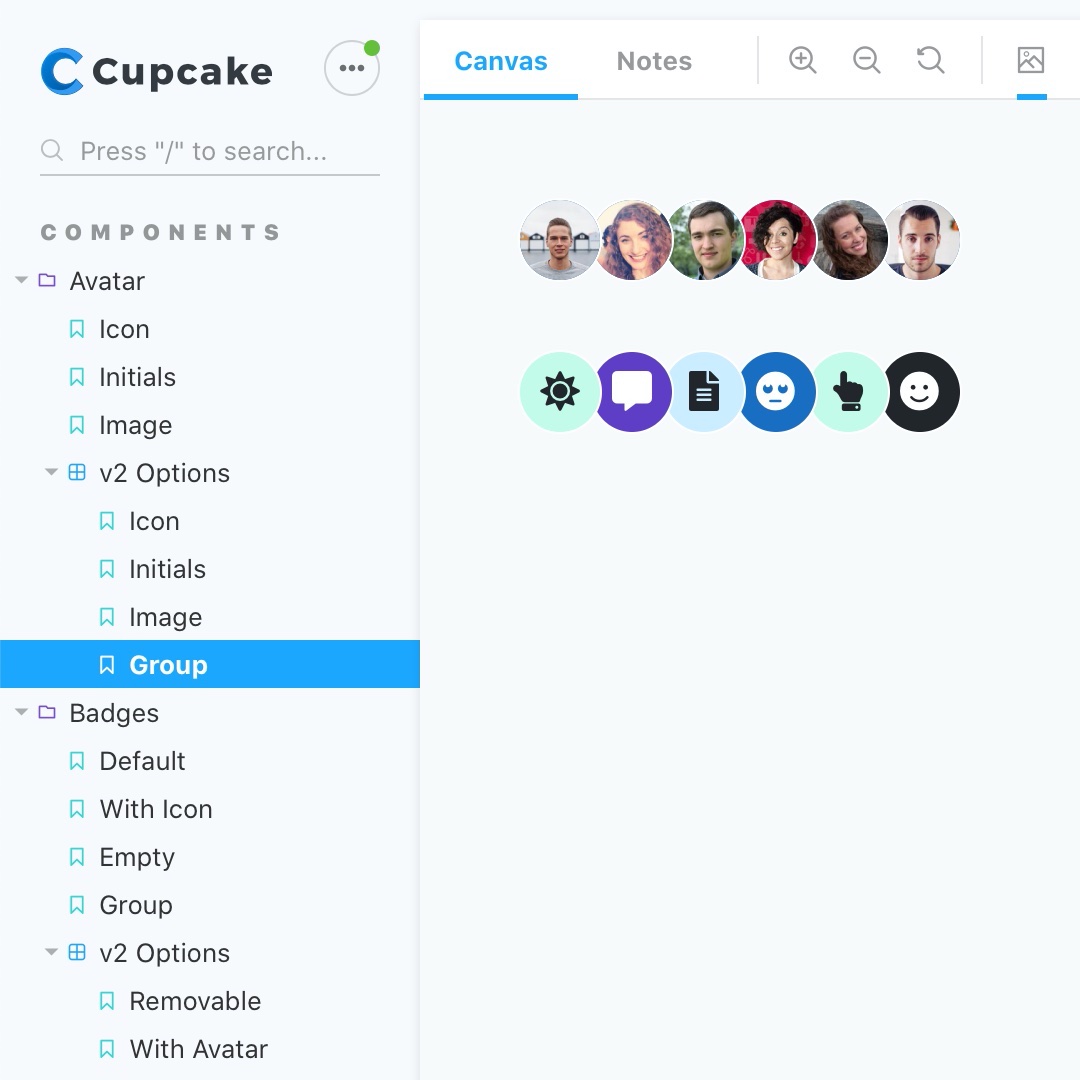 Cupcake
Press "/" to search...
COMPONENTS
Avatar
Icon
Initials
Image
v2 Options
Icon
Initials
Image
Group
Badges
Default
With Icon
Empty
Group
v2 Options
Removable
With Avatar
Canvas
Notes